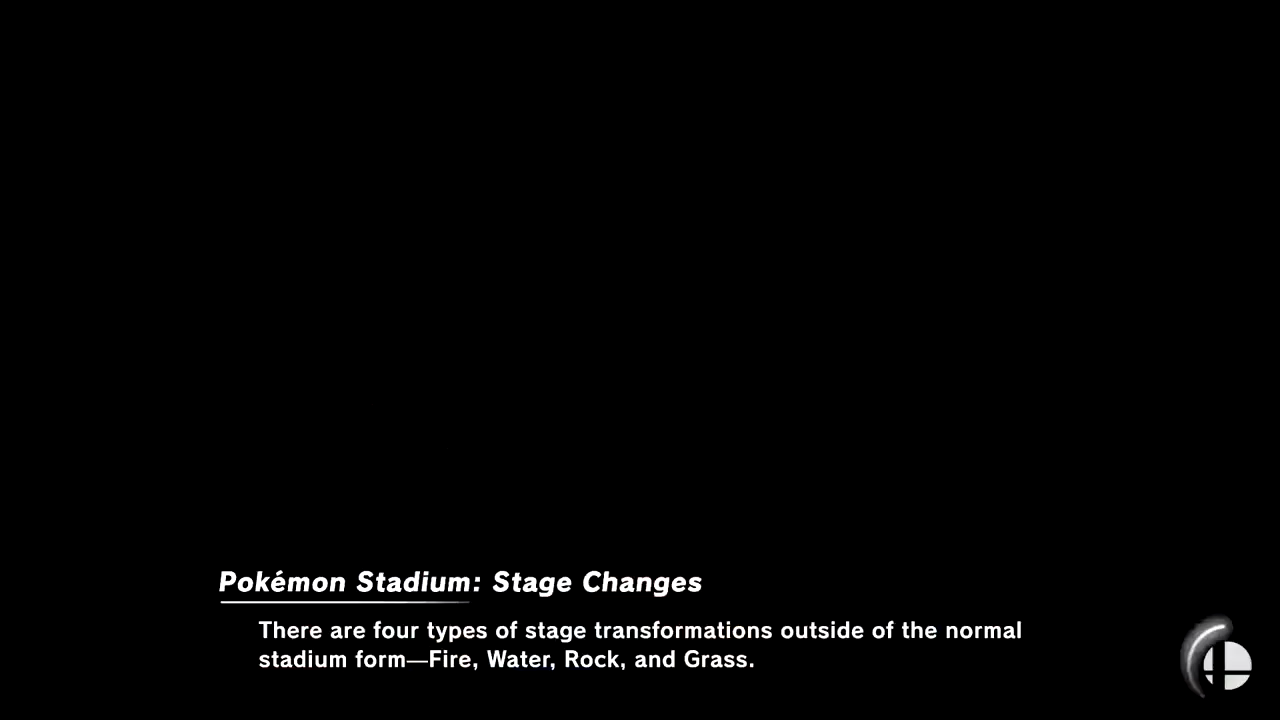 Pokémon Stadium: Stage Changes
There are four types of stage transformations outside of the normal
stadium form—Fire, Water, Rock, and Grass.